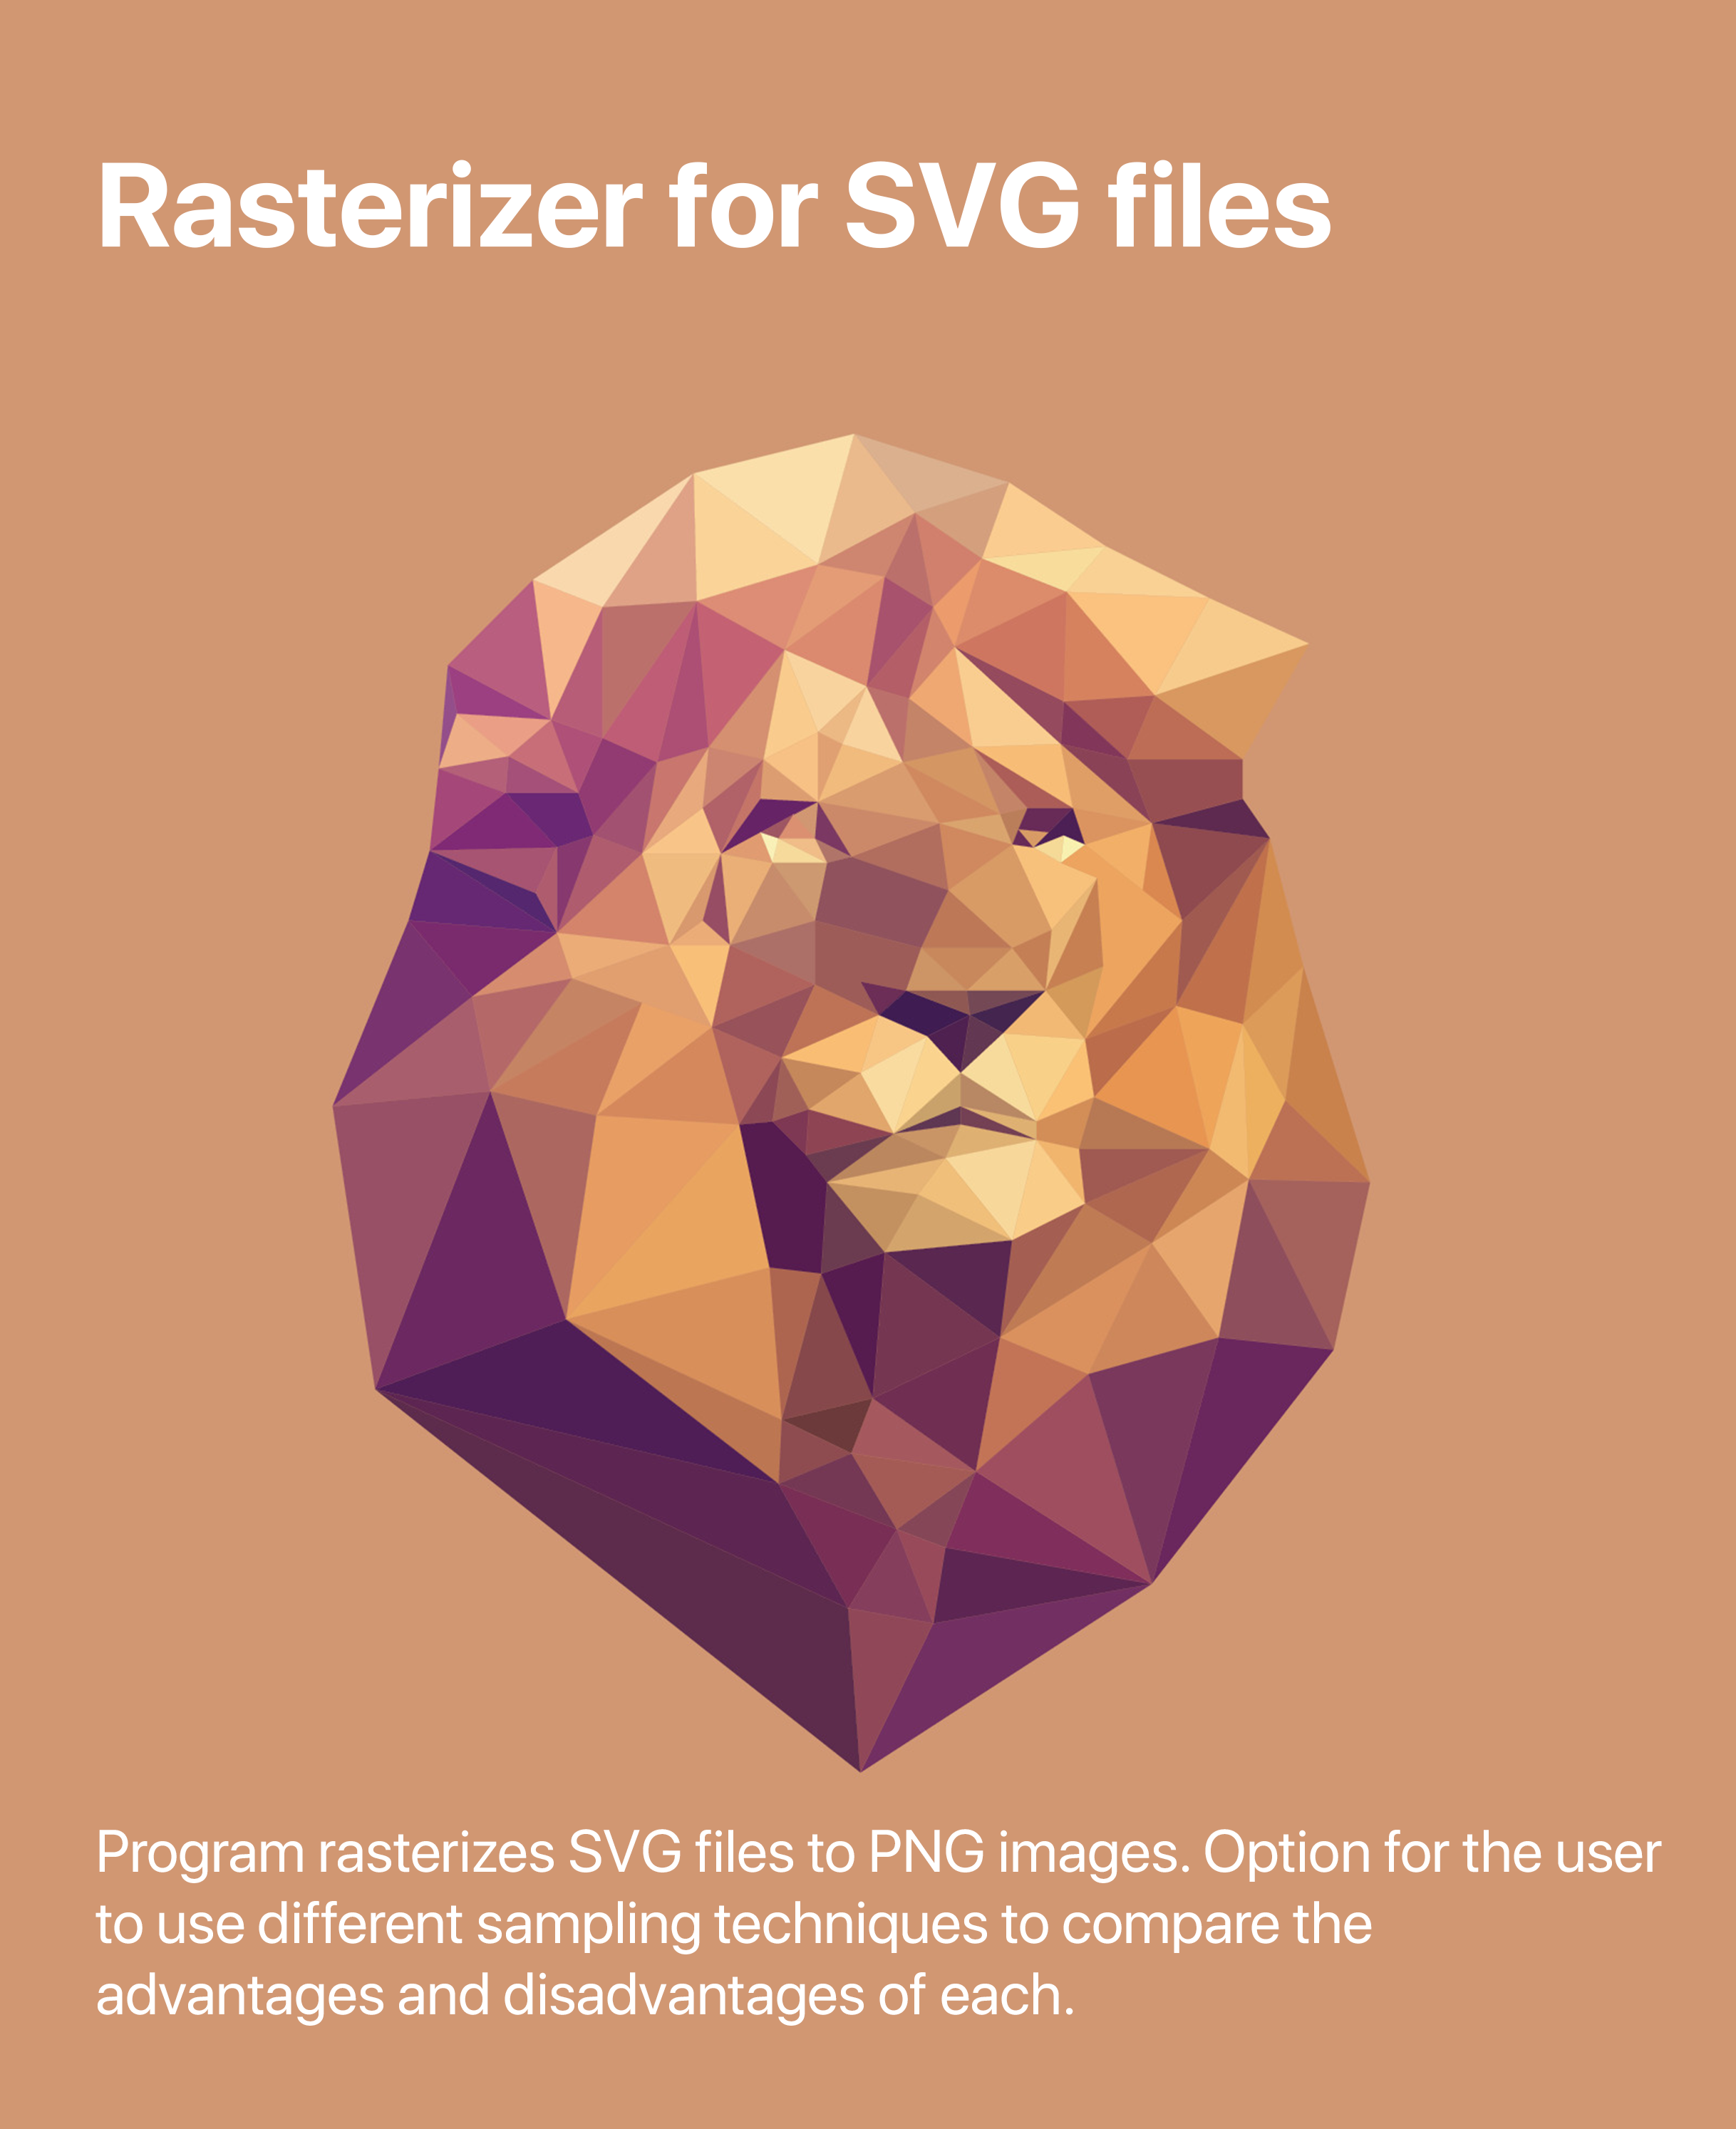 Rasterizer for SVG files
Program rasterizes SVG files to PNG images. Option for the user
to use different sampling techniques to compare the
advantages and disadvantages of each.